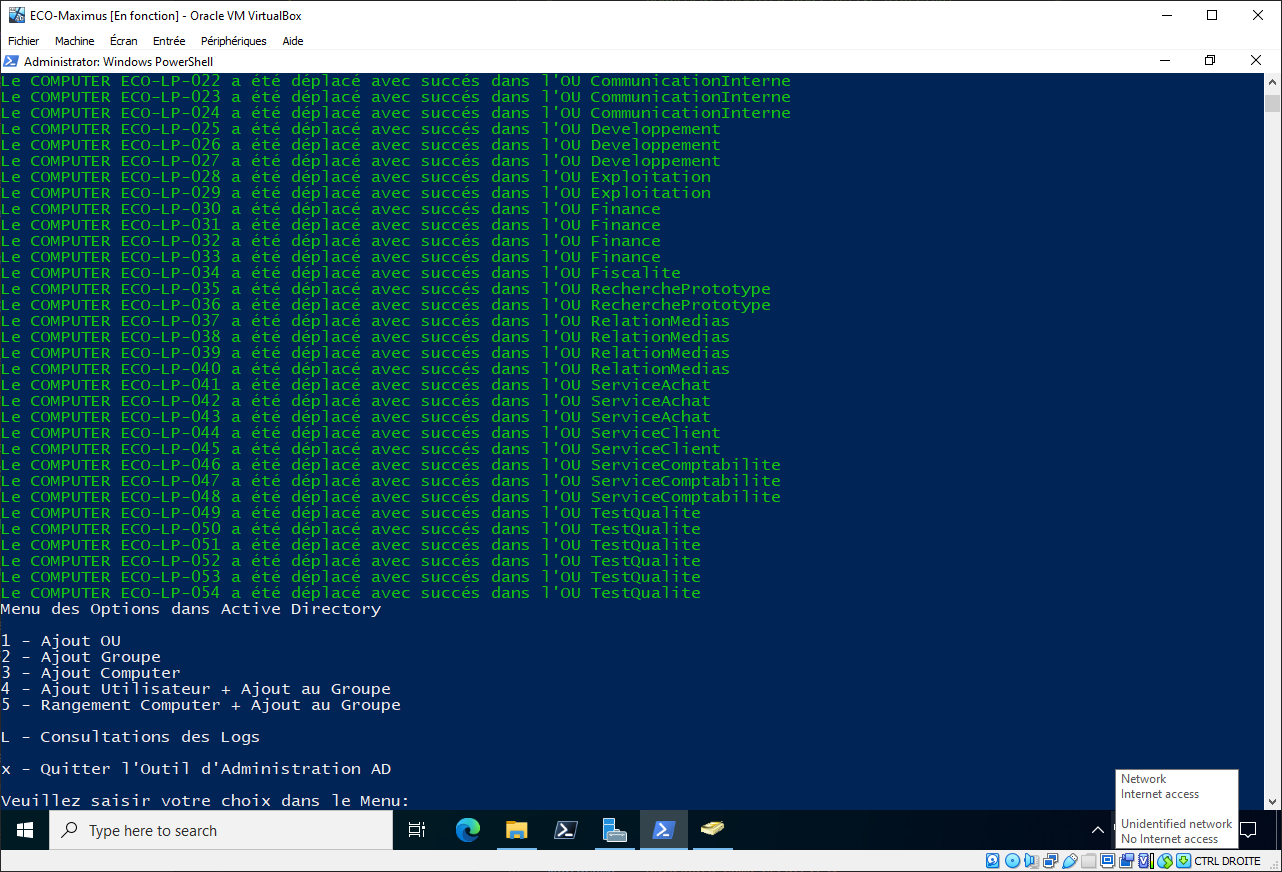 ECO-Maximus [En fonction] - Oracle VM VirtualBox
Fichier Machine Écran Entrée Périphériques Aide
Administrator: Windows PowerShell
Le COMPUTER ECO-LP-022 a été déplacé avec succés dans l'OU CommunicationInterne
Le COMPUTER ECO-LP-023 a été déplacé avec succés dans l'OU CommunicationInterne
Le COMPUTER ECO-LP-024 a été déplacé avec succés dans l'OU CommunicationInterne
Le COMPUTER ECO-LP-025 a été déplacé avec succés dans l'OU Developpement
Le COMPUTER ECO-LP-026 a été déplacé avec succés dans l'OU Developpement
Le COMPUTER ECO-LP-027 a été déplacé avec succés dans l'OU Developpement
Le COMPUTER ECO-LP-028 a été déplacé avec succés dans l'OU Exploitation
Le COMPUTER ECO-LP-029 a été déplacé avec succés dans l'OU Exploitation
Le COMPUTER ECO-LP-030 a été déplacé avec succés dans l'OU Finance
Le COMPUTER ECO-LP-031 a été déplacé avec succés dans l'OU Finance
Le COMPUTER ECO-LP-032 a été déplacé avec succés dans l'OU Finance
Le COMPUTER ECO-LP-033 a été déplacé avec succés dans l'OU Finance
Le COMPUTER ECO-LP-034 a été déplacé avec succés dans l'OU Fiscalite
Le COMPUTER ECO-LP-035 a été déplacé avec succés dans l'OU RecherchePrototype
Le COMPUTER ECO-LP-036 a été déplacé avec succés dans l'OU RecherchePrototype
Le COMPUTER ECO-LP-037 a été déplacé avec succés dans l'OU RelationMedias
Le COMPUTER ECO-LP-038 a été déplacé avec succés dans l'OU RelationMedias
Le COMPUTER ECO-LP-039 a été déplacé avec succés dans l'OU RelationMedias
Le COMPUTER ECO-LP-040 a été déplacé avec succés dans l'OU RelationMedias
Le COMPUTER ECO-LP-041 a été déplacé avec succés dans l'OU ServiceAchat
Le COMPUTER ECO-LP-042 a été déplacé avec succés dans l'OU ServiceAchat
Le COMPUTER ECO-LP-043 a été déplacé avec succés dans l'OU ServiceAchat
Le COMPUTER ECO-LP-044 a été déplacé avec succés dans l'OU ServiceClient
Le COMPUTER ECO-LP-045 a été déplacé avec succés dans l'OU ServiceClient
Le COMPUTER ECO-LP-046 a été déplacé avec succés dans l'OU ServiceComptabilite
Le COMPUTER ECO-LP-047 a été déplacé avec succés dans l'OU ServiceComptabilite
Le COMPUTER ECO-LP-048 a été déplacé avec succés dans l'OU ServiceComptabilite
Le COMPUTER ECO-LP-049 a été déplacé avec succés dans l'OU TestQualite
Le COMPUTER ECO-LP-050 a été déplacé avec succés dans l'OU TestQualite
Le COMPUTER ECO-LP-051 a été déplacé avec succés dans l'OU TestQualite
Le COMPUTER ECO-LP-052 a été déplacé avec succés dans l'OU TestQualite
Le COMPUTER ECO-LP-053 a été déplacé avec succés dans l'OU TestQualite
Le COMPUTER ECO-LP-054 a été déplacé avec succés dans l'OU TestQualite
Menu des Options dans Active Directory
1 - Ajout OU
2 - Ajout Groupe
3 - Ajout Computer
4 - Ajout Utilisateur + Ajout au Groupe
5 - Rangement Computer + Ajout au Groupe
L - Consultations des Logs
x - Quitter l'Outil d'Administration AD
Veuillez saisir votre choix dans le Menu:
Network
Internet access
Unidentified network
No Internet access
Type here to search
CTRL DROITE